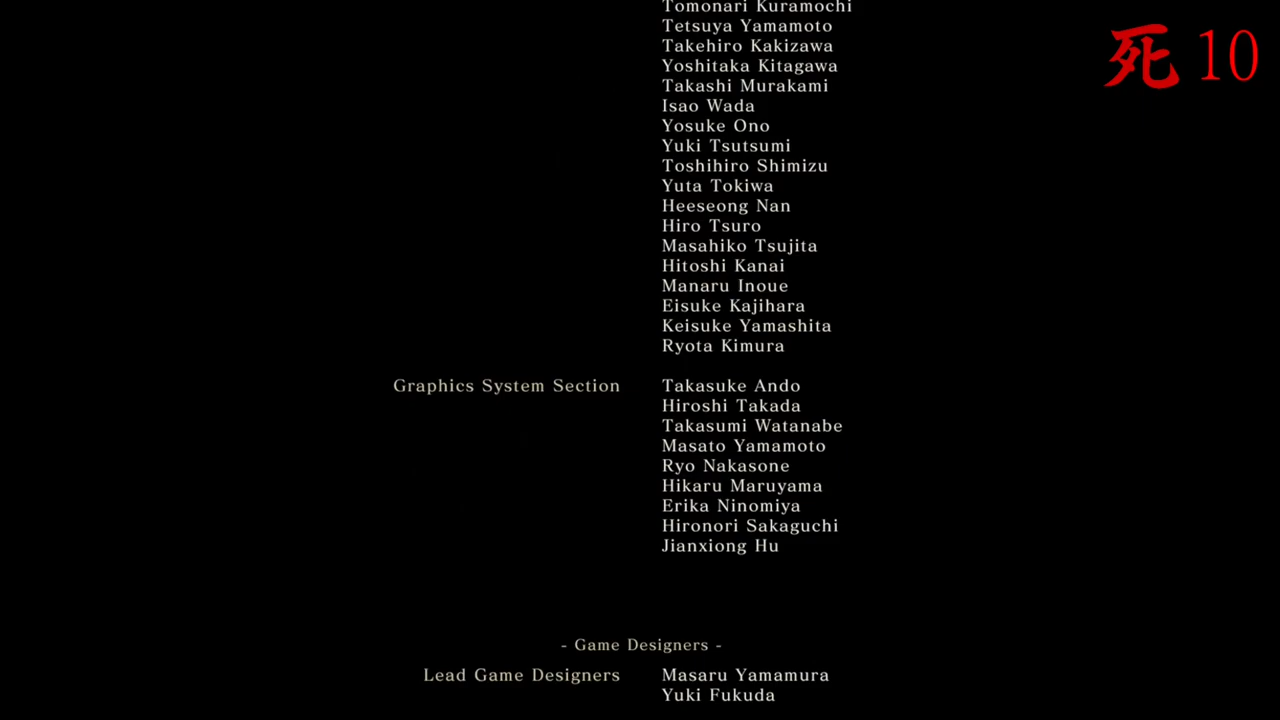 Tomonari Kuramochi
死 10
Tetsuya Yamamoto
Takehiro Kakizawa
Yoshitaka Kitagawa
Takashi Murakami
Isao Wada
Yosuke Ono
Yuki Tsutsumi
Toshihiro Shimizu
Yuta Tokiwa
Heeseong Nan
Hiro Tsuro
Masahiko Tsujita
Hitoshi Kanai
Manaru Inoue
Eisuke Kajihara
Keisuke Yamashita
Ryota Kimura
Graphics System Section Takasuke Ando
Hiroshi Takada
Takasumi Watanabe
Masato Yamamoto
Ryo Nakasone
Hikaru Maruyama
Erika Ninomiya
Hironori Sakaguchi
Jianxiong Hu
- Game Designers -
Lead Game Designers Masaru Yamamura
Yuki Fukuda